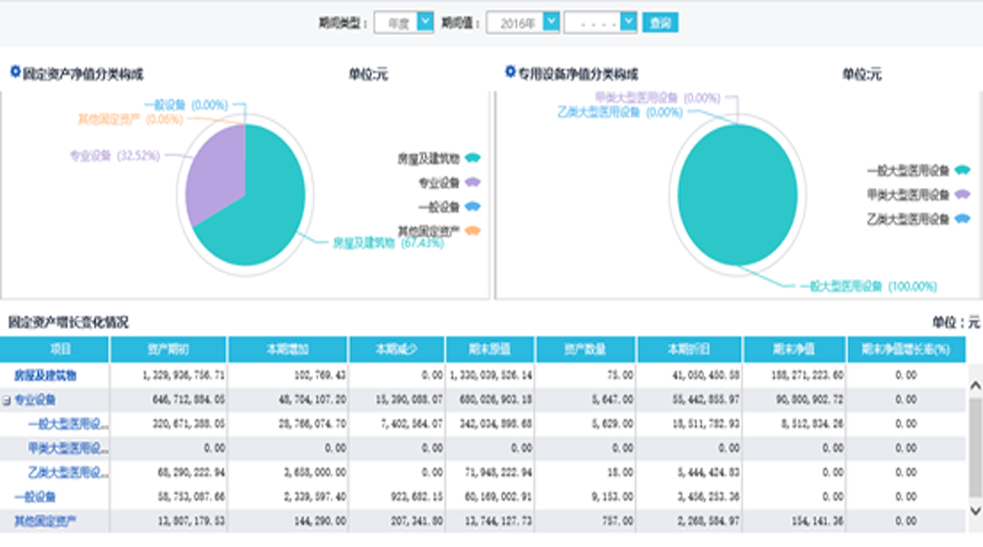 期间类型： 年度 期间值： 2016年 .... 查询
固定资产净值分类构成 单位:元
一般设备 (0.00%)
其他固定资产 (0.06%)
专业设备 (32.52%)
房屋及建筑物
专业设备
一般设备
其他固定资产
房屋及建筑物 (67.43%)
专用设备净值分类构成 单位:元
甲类大型医用设备 (0.00%)
乙类大型医用设备 (0.00%)
一般大型医用设备
甲类大型医用设备
乙类大型医用设备
一般大型医用设备 (100.00%)
固定资产增长变化情况 单位：元
项目 资产期初 本期增加 本期减少 期末原值 资产数量 本期折旧 期末净值 期末净值增长率(%)
房屋及建筑物 1,329,936,756.71 102,769.43 0.00 1,330,039,526.14 75.00 41,050,450.58 188,271,223.60 0.00
专业设备 646,712,884.05 48,704,107.20 15,390,088.07 680,026,903.18 5,647.00 55,442,855.97 90,800,902.72 0.00
一般大型医用设... 320,671,388.05 28,766,074.70 7,402,564.07 342,034,898.68 5,629.00 18,511,782.93 8,512,834.26 0.00
甲类大型医用设... 0.00 0.00 0.00 0.00 0.00 0.00 0.00 0.00
乙类大型医用设... 68,290,222.94 3,658,000.00 0.00 71,948,222.94 18.00 5,444,424.83 0.00 0.00
一般设备 58,753,087.66 2,339,597.40 923,682.15 60,169,002.91 9,153.00 3,456,253.36 0.00 0.00
其他固定资产 13,807,179.53 144,290.00 207,341.80 13,744,127.73 757.00 2,268,584.97 154,141.36 0.00